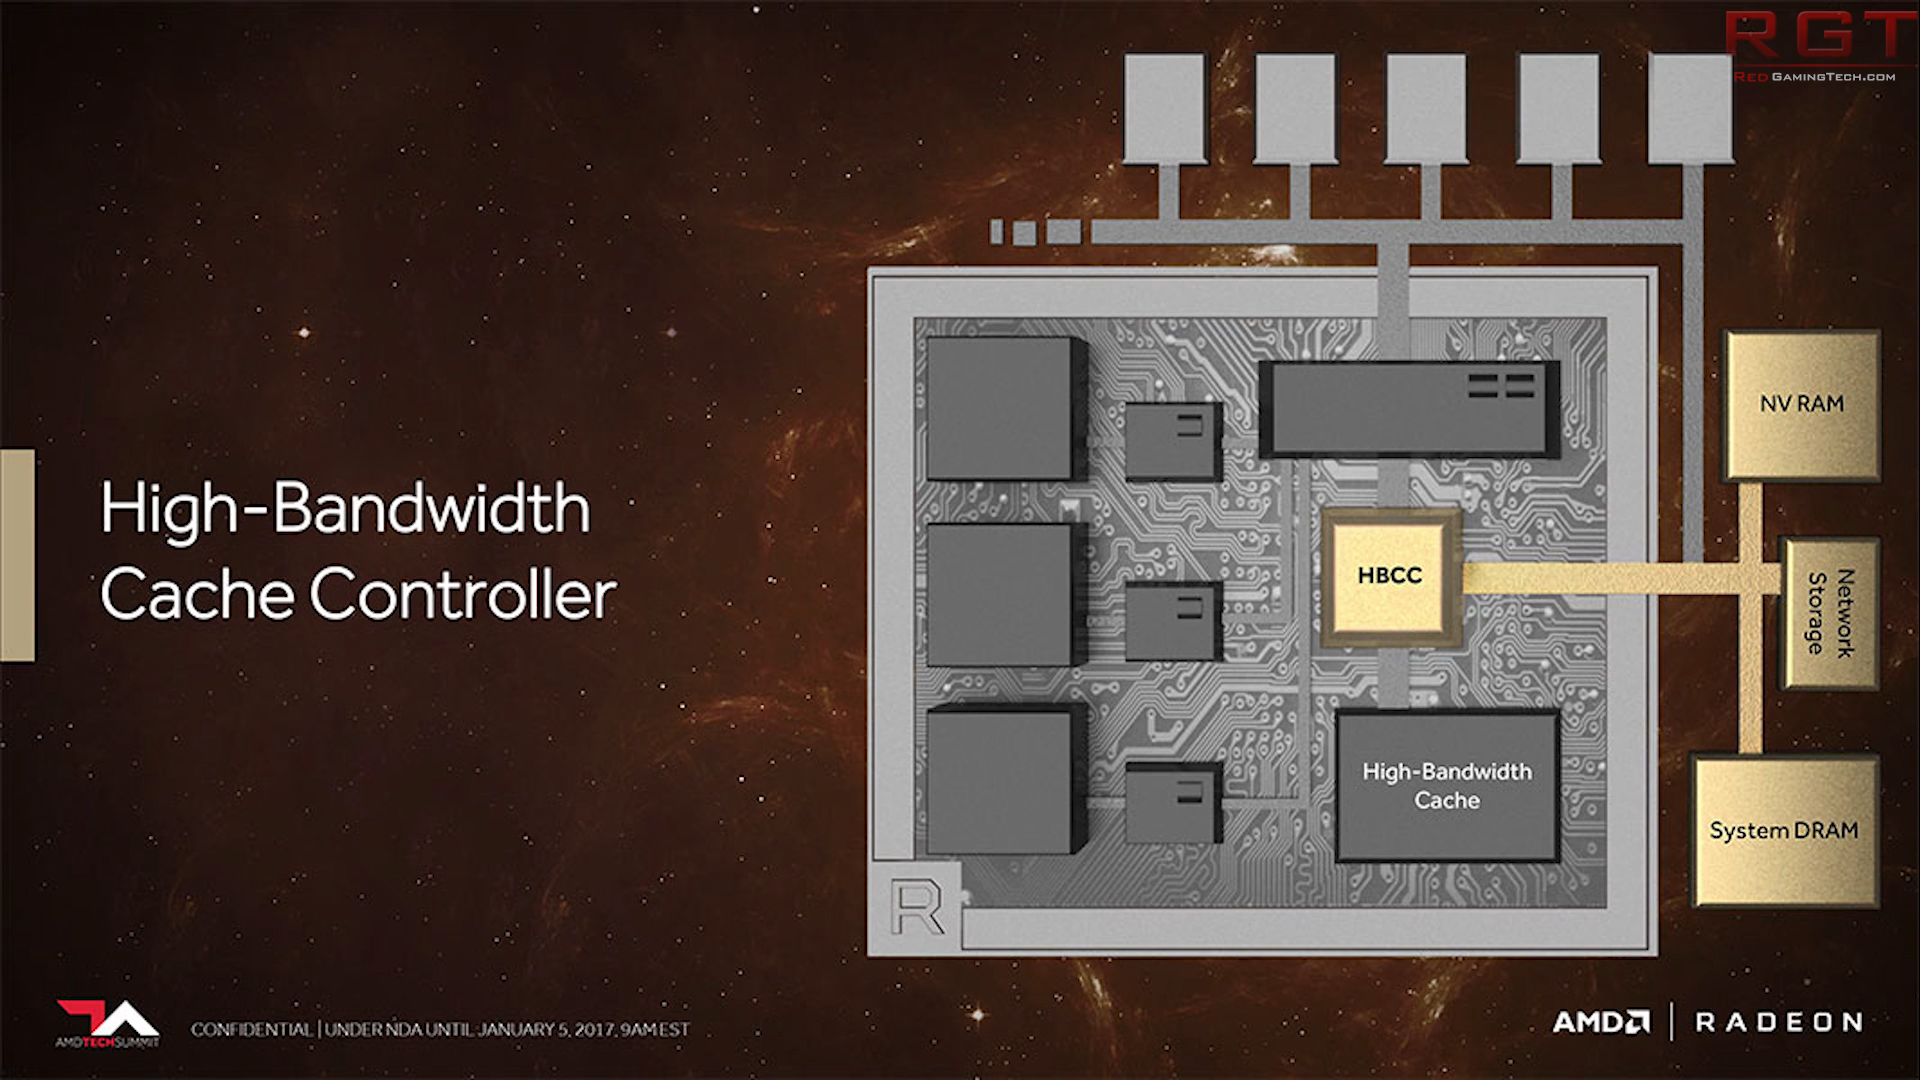 RGT
RedGamingTech.com
High-Bandwidth
Cache Controller
NV RAM
HBCC
Network
Storage
High-Bandwidth
Cache
System DRAM
R
AMDTECHSUMMIT
CONFIDENTIAL | UNDER NDA UNTIL JANUARY 5, 2017, 9AM EST
AMD | RADEON